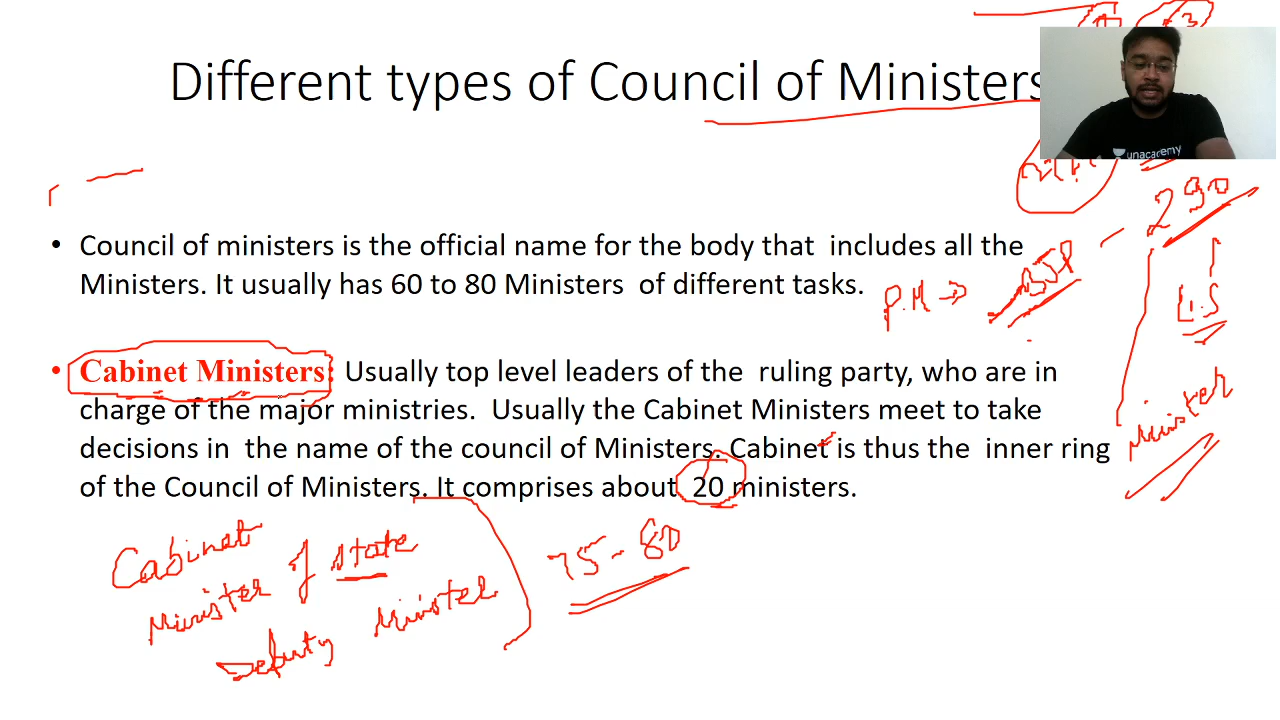 Different types of Council of Ministers
unacademy
290
• Council of ministers is the official name for the body that includes all the
Ministers. It usually has 60 to 80 Ministers of different tasks.
P.M → BJP
L.S
• Cabinet Ministers: Usually top level leaders of the ruling party, who are in
charge of the major ministries. Usually the Cabinet Ministers meet to take
decisions in the name of the council of Ministers. Cabinet is thus the inner ring
of the Council of Ministers. It comprises about 20 ministers.
Minister
Cabinet
Minister of state
Deputy Minister
75-80